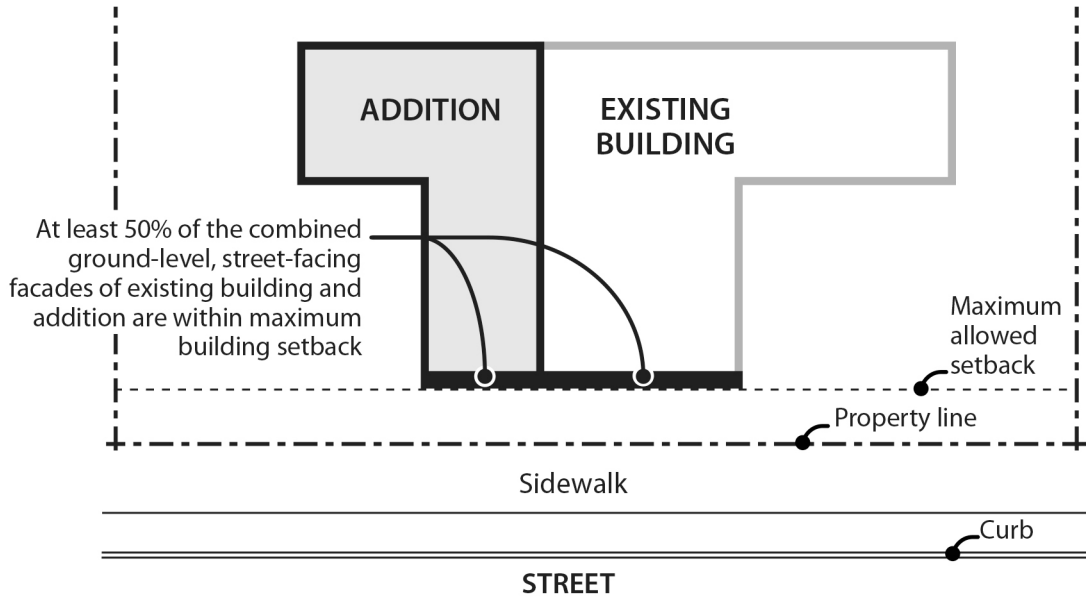 ADDITION
EXISTING
BUILDING
At least 50% of the combined
ground-level, street-facing
facades of existing building and
addition are within maximum
building setback
Maximum
allowed
setback
Property line
Sidewalk
Curb
STREET